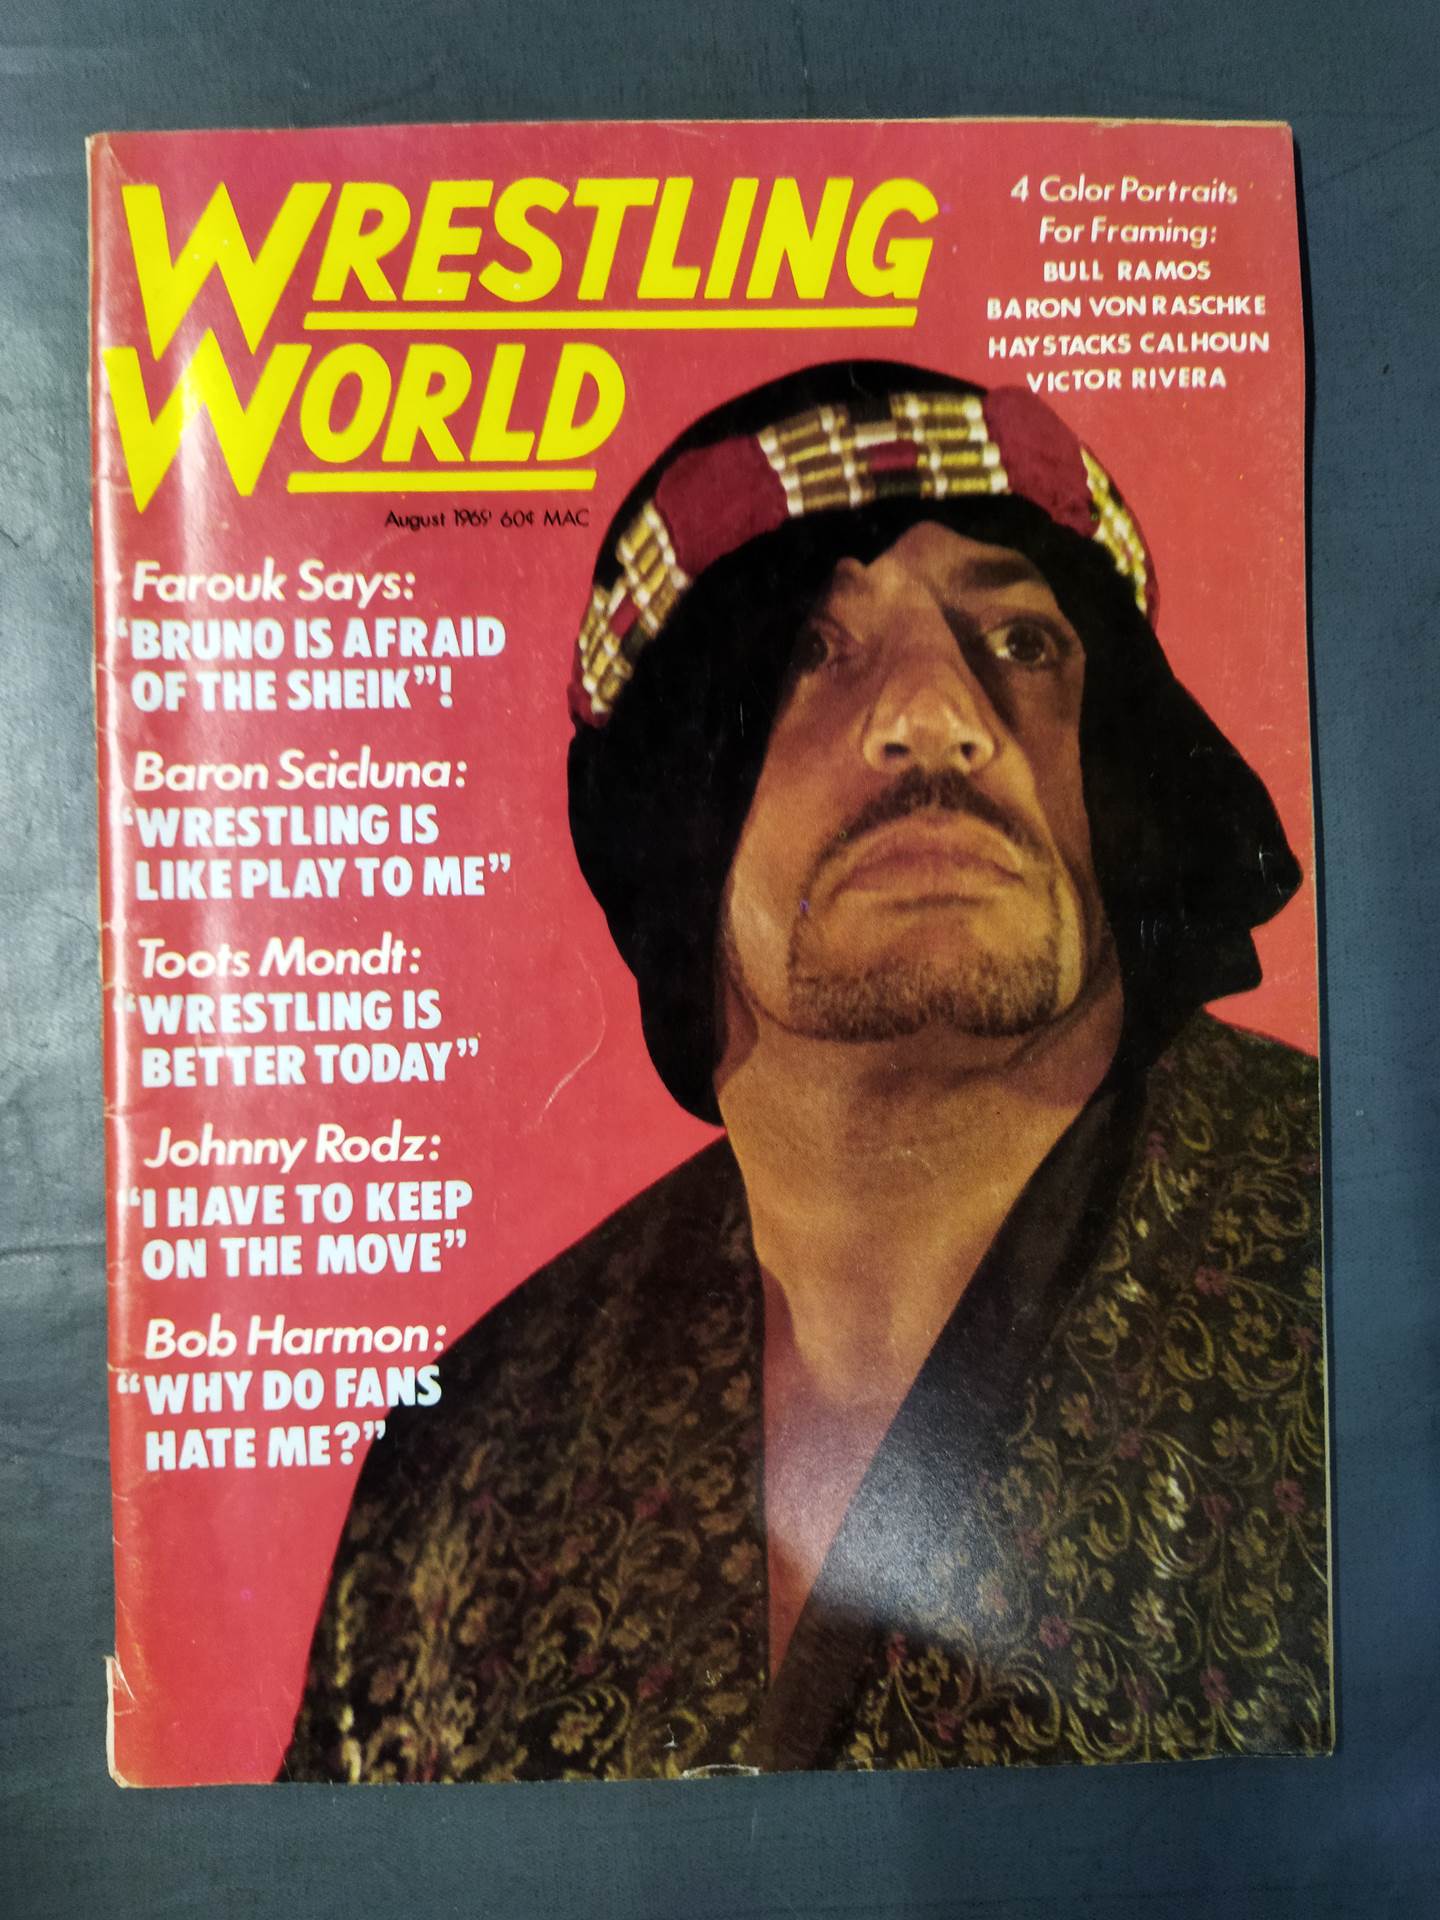 WRESTLING
WORLD
August 1969 60¢ MAC
4 Color Portraits
For Framing:
BULL RAMOS
BARON VON RASCHKE
HAYSTACKS CALHOUN
VICTOR RIVERA
Farouk Says:
“BRUNO IS AFRAID
OF THE SHEIK”!
Baron Scicluna:
“WRESTLING IS
LIKE PLAY TO ME”
Toots Mondt:
“WRESTLING IS
BETTER TODAY”
Johnny Rodz:
“I HAVE TO KEEP
ON THE MOVE”
Bob Harmon:
“WHY DO FANS
HATE ME?”